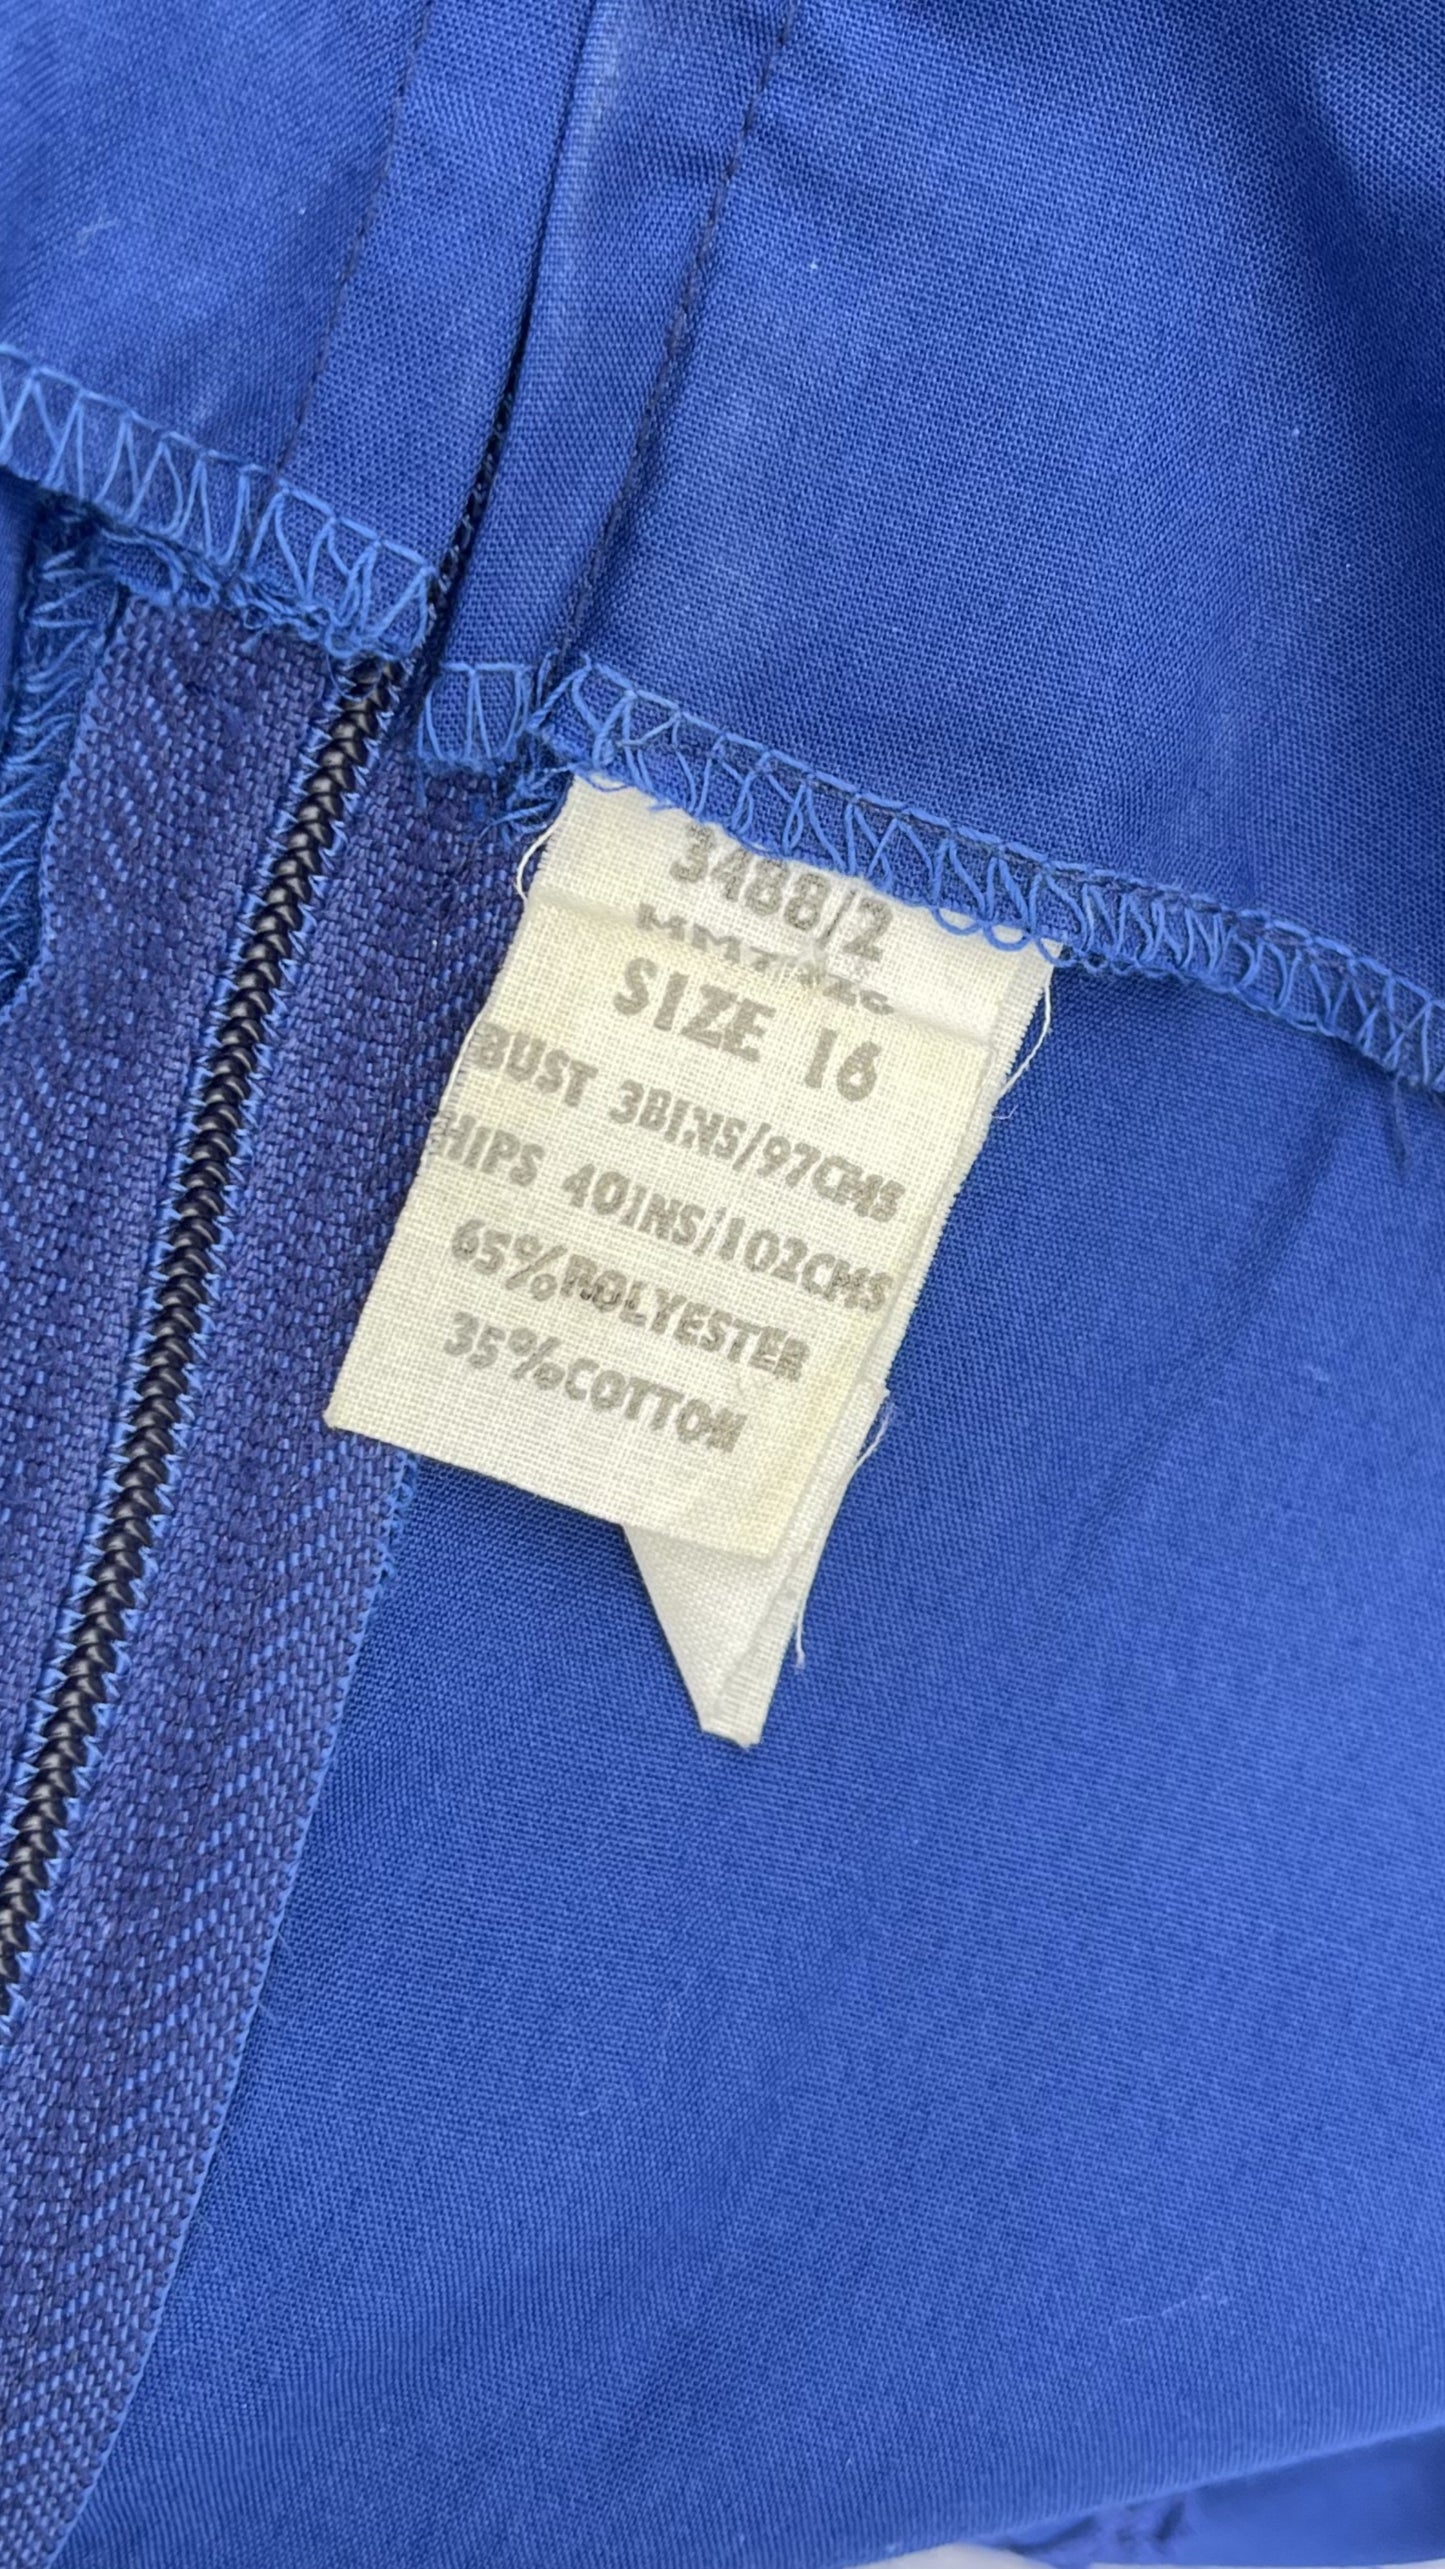 3488/2
SIZE 16
BUST 38INS/97CMS
HIPS 40INS/102CMS
65% POLYESTER
35% COTTON